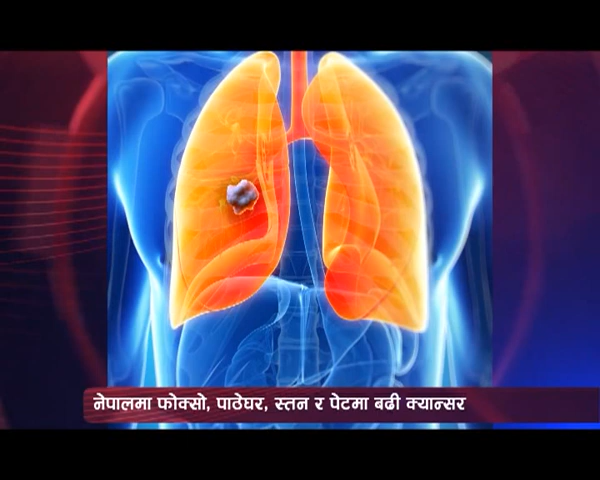 नेपालमा फोक्सो, पाठेघर, स्तन र पेटमा बढी क्यान्सर